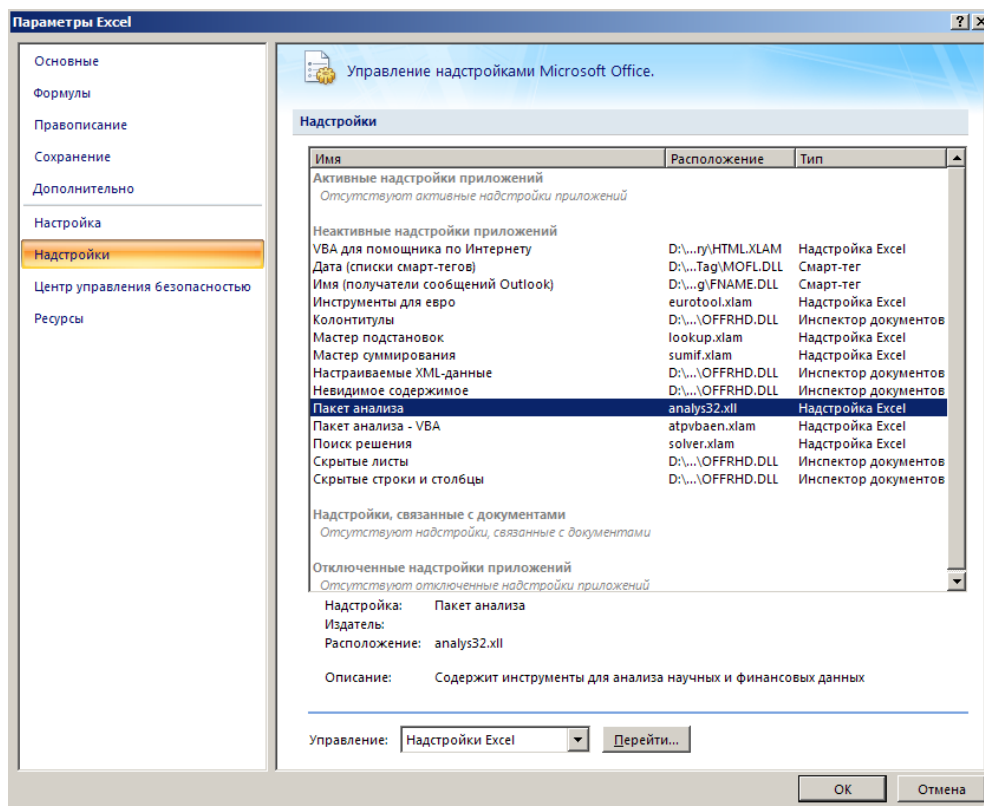 Параметры Excel
Основные
Формулы
Правописание
Сохранение
Дополнительно
Настройка
Надстройки
Центр управления безопасностью
Ресурсы
Управление надстройками Microsoft Office.
Надстройки
Имя Расположение Тип
Активные надстройки приложений
Отсутствуют активные надстройки приложений
Неактивные надстройки приложений
VBA для помощника по Интернету D:\...ry\HTML.XLAM Надстройка Excel
Дата (списки смарт-тегов) D:\...Tag\MOFL.DLL Смарт-тег
Имя (получатели сообщений Outlook) D:\...g\FNAME.DLL Смарт-тег
Инструменты для евро eurotool.xlam Надстройка Excel
Колонтитулы D:\...\OFFRHD.DLL Инспектор документов
Мастер подстановок lookup.xlam Надстройка Excel
Мастер суммирования sumif.xlam Надстройка Excel
Настраиваемые XML-данные D:\...\OFFRHD.DLL Инспектор документов
Невидимое содержимое D:\...\OFFRHD.DLL Инспектор документов
Пакет анализа analys32.xll Надстройка Excel
Пакет анализа - VBA atpvbaen.xlam Надстройка Excel
Поиск решения solver.xlam Надстройка Excel
Скрытые листы D:\...\OFFRHD.DLL Инспектор документов
Скрытые строки и столбцы D:\...\OFFRHD.DLL Инспектор документов
Надстройки, связанные с документами
Отсутствуют надстройки, связанные с документами
Отключенные надстройки приложений
Отсутствуют отключенные надстройки приложений
Надстройка: Пакет анализа
Издатель:
Расположение: analys32.xll
Описание: Содержит инструменты для анализа научных и финансовых данных
Управление: Надстройки Excel Перейти...
ОК Отмена